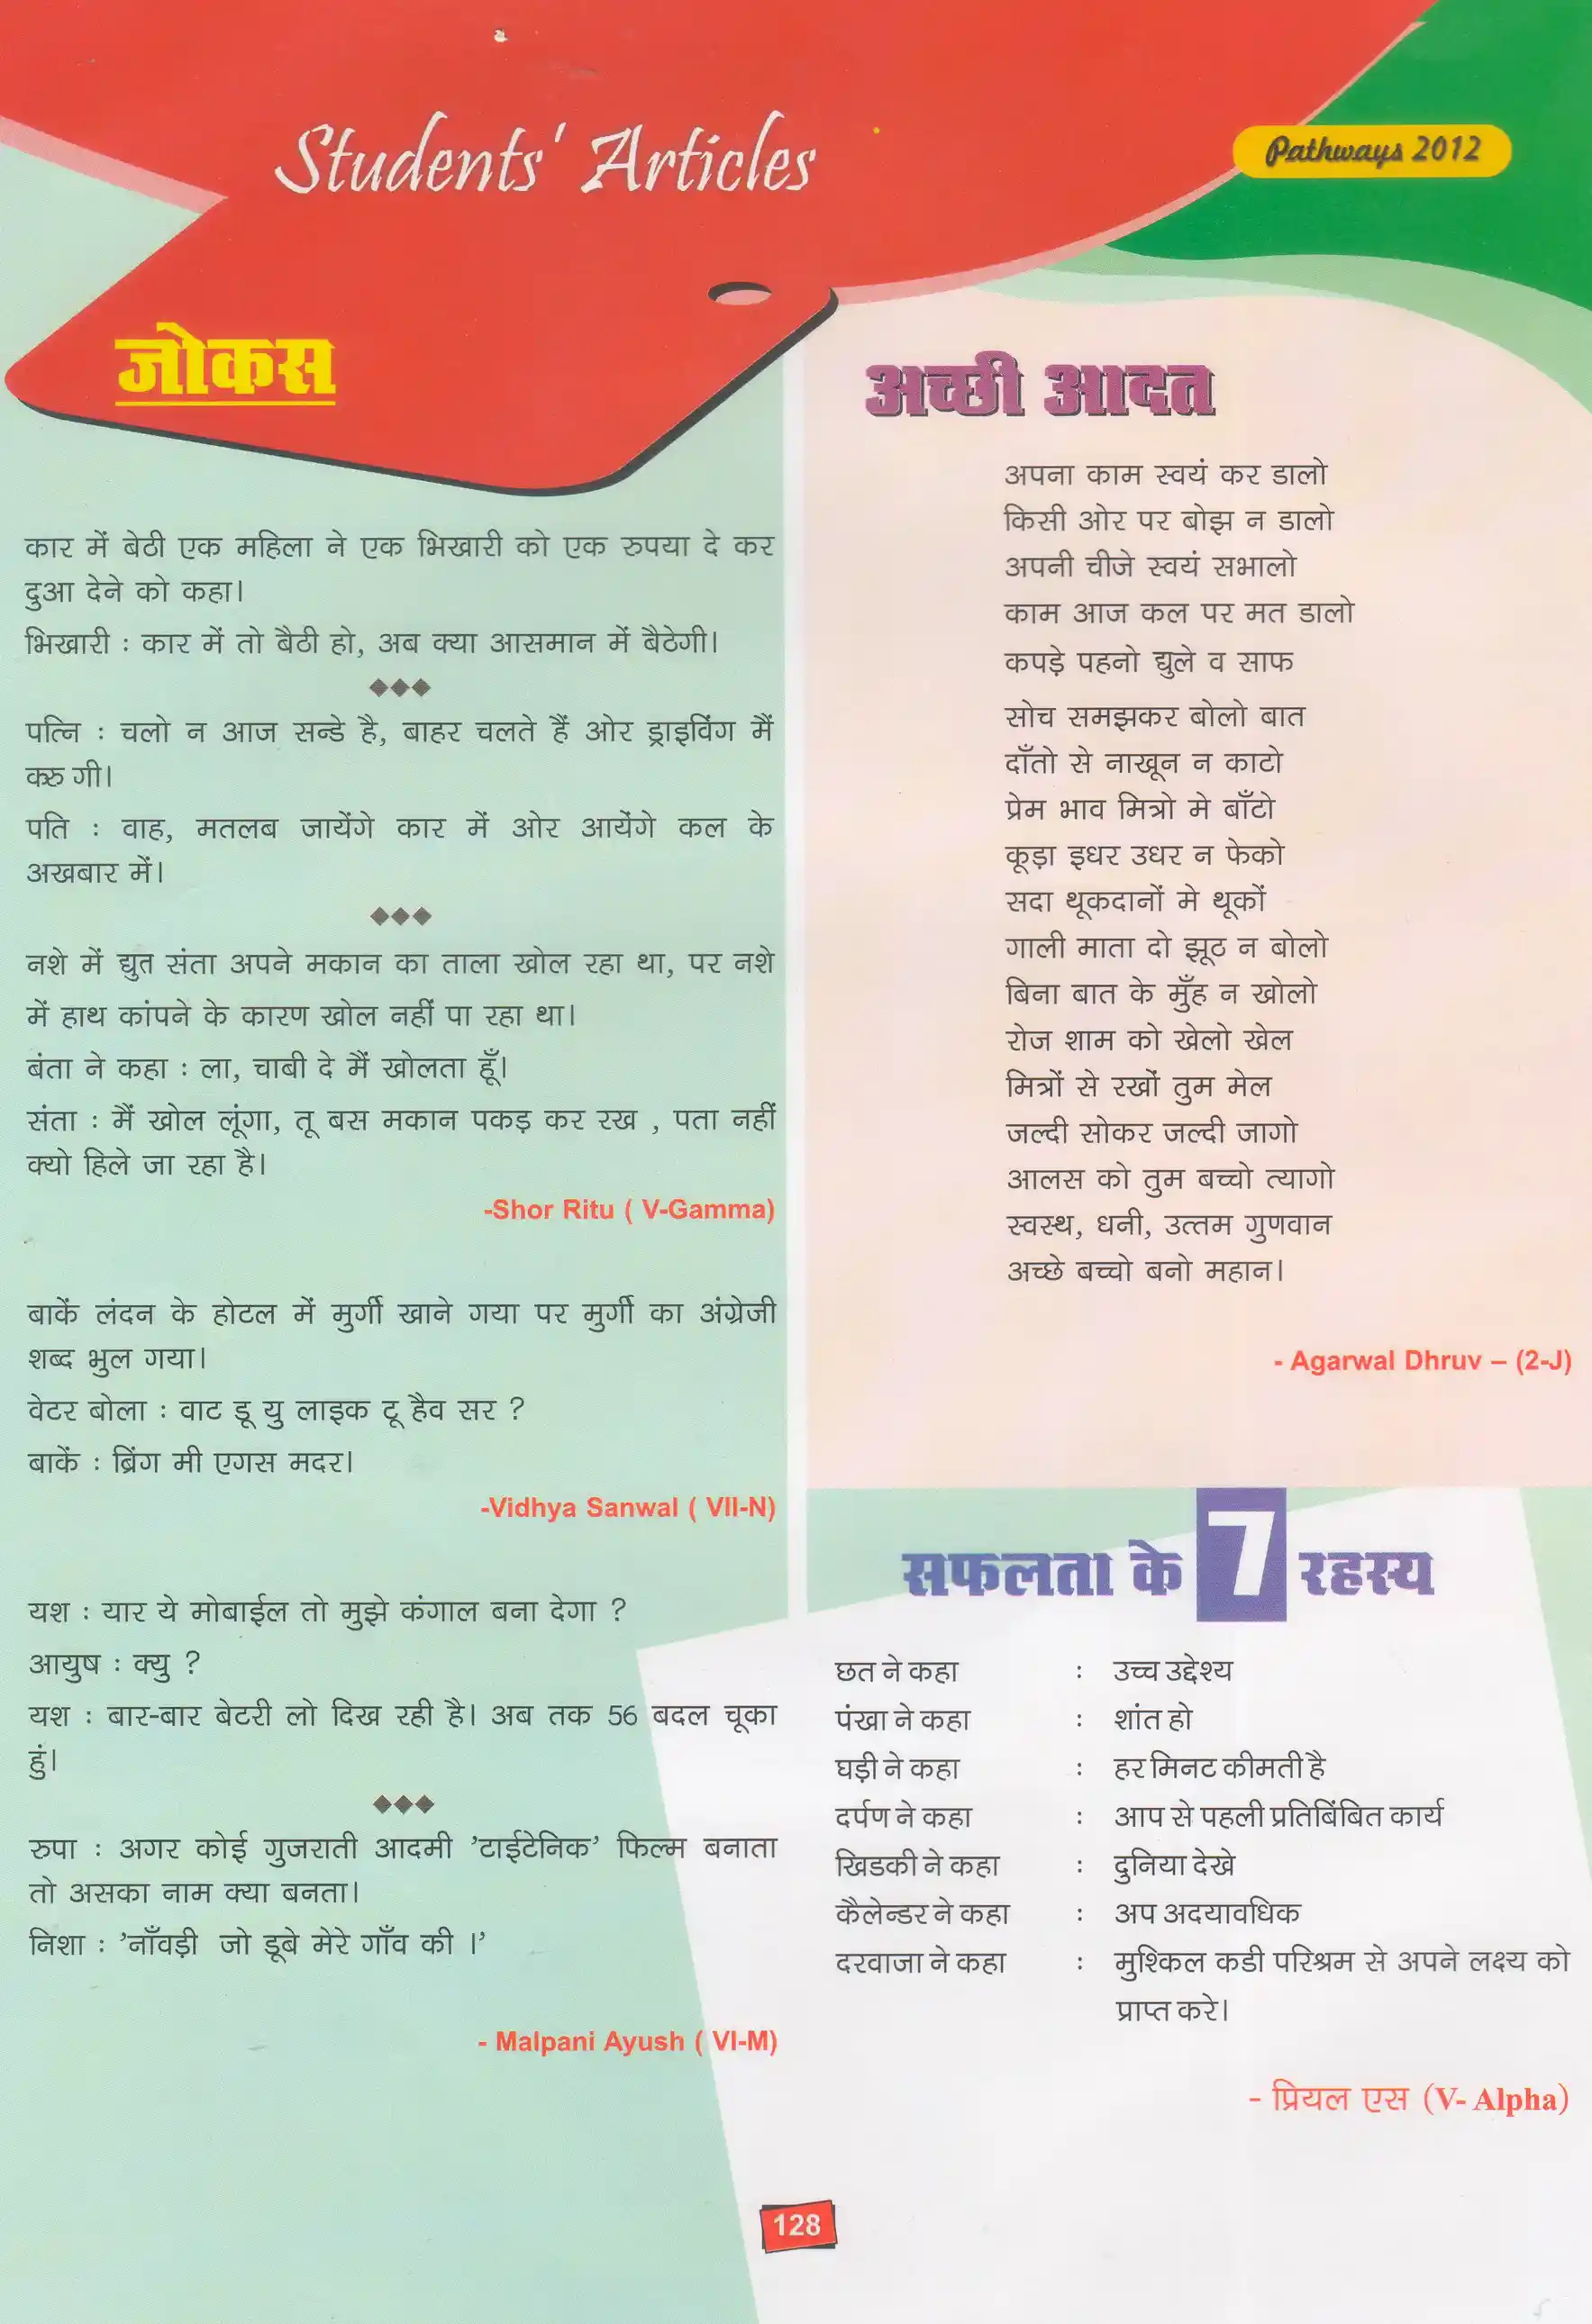 Students' Articles
Pathways 2012
जोकस
कार में बेठी एक महिला ने एक भिखारी को एक रुपया दे कर
दुआ देने को कहा।
भिखारी : कार में तो बैठी हो, अब क्या आसमान में बैठेगी।
पत्नि : चलो न आज सन्डे है, बाहर चलते हैं ओर ड्राइविंग मैं
करु गी।
पति : वाह, मतलब जायेंगे कार में ओर आयेंगे कल के
अखबार में।
नशे में द्युत संता अपने मकान का ताला खोल रहा था, पर नशे
में हाथ कांपने के कारण खोल नहीं पा रहा था।
बंता ने कहा : ला, चाबी दे मैं खोलता हूँ।
संता : मैं खोल लूंगा, तू बस मकान पकड़ कर रख , पता नहीं
क्यो हिले जा रहा है।
-Shor Ritu ( V-Gamma)
बाकें लंदन के होटल में मुर्गी खाने गया पर मुर्गी का अंग्रेजी
शब्द भुल गया।
वेटर बोला : वाट डू यु लाइक टू हैव सर ?
बाकें : ब्रिंग मी एगस मदर।
-Vidhya Sanwal ( VII-N)
यश : यार ये मोबाईल तो मुझे कंगाल बना देगा ?
आयुष : क्यु ?
यश : बार-बार बेटरी लो दिख रही है। अब तक 56 बदल चूका
हुं।
रुपा : अगर कोई गुजराती आदमी ’टाईटेनिक’ फिल्म बनाता
तो असका नाम क्या बनता।
निशा : ’नाँवड़ी जो डूबे मेरे गाँव की ।’
- Malpani Ayush ( VI-M)
अच्छी आदत
अपना काम स्वयं कर डालो
किसी ओर पर बोझ न डालो
अपनी चीजे स्वयं सभालो
काम आज कल पर मत डालो
कपड़े पहनो द्युले व साफ
सोच समझकर बोलो बात
दाँतो से नाखून न काटो
प्रेम भाव मित्रो मे बाँटो
कूड़ा इधर उधर न फेको
सदा थूकदानों मे थूकों
गाली माता दो झूठ न बोलो
बिना बात के मुँह न खोलो
रोज शाम को खेलो खेल
मित्रों से रखों तुम मेल
जल्दी सोकर जल्दी जागो
आलस को तुम बच्चो त्यागो
स्वस्थ, धनी, उत्तम गुणवान
अच्छे बच्चो बनो महान।
- Agarwal Dhruv – (2-J)
सफलता के 7 रहस्य
छत ने कहा : उच्च उद्देश्य
पंखा ने कहा : शांत हो
घड़ी ने कहा : हर मिनट कीमती है
दर्पण ने कहा : आप से पहली प्रतिबिंबित कार्य
खिडकी ने कहा : दुनिया देखे
कैलेन्डर ने कहा : अप अदयावधिक
दरवाजा ने कहा : मुश्किल कडी परिश्रम से अपने लक्ष्य को
प्राप्त करे।
- प्रियल एस (V- Alpha)
128